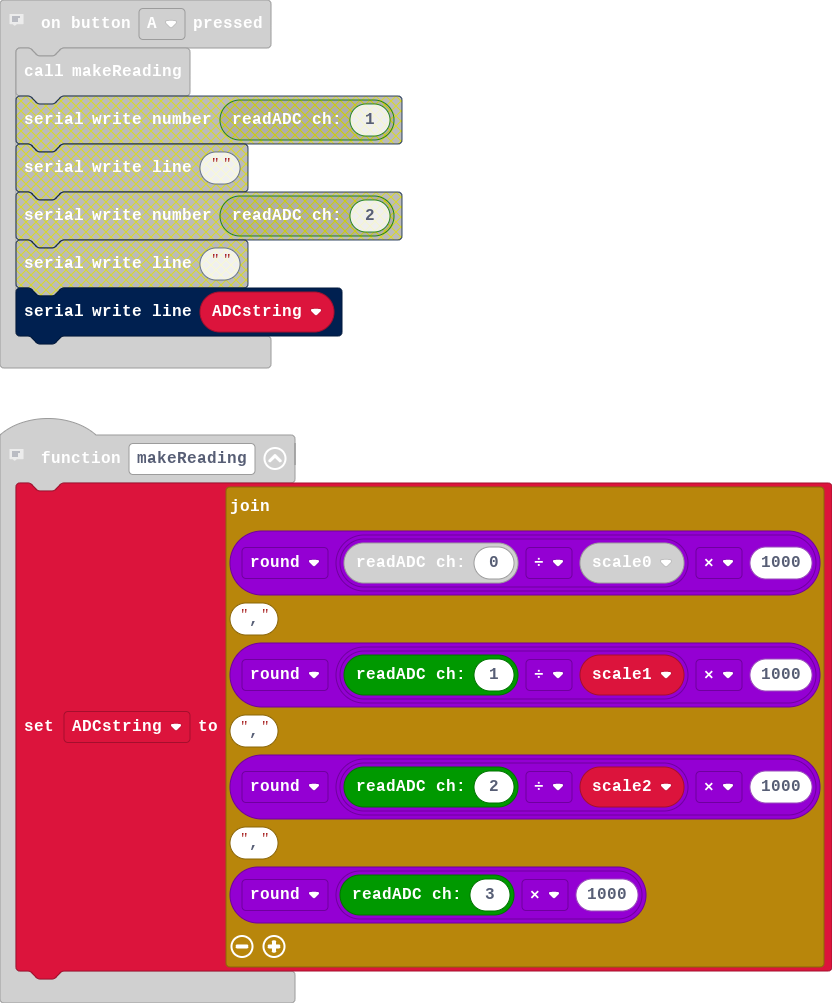 on button A pressed
call makeReading
serial write number readADC ch: 1
serial write line " "
serial write number readADC ch: 2
serial write line " "
serial write line ADCstring
function makeReading
join
round readADC ch: 0 ÷ scale0 × 1000
","
round readADC ch: 1 ÷ scale1 × 1000
set ADCstring to
","
round readADC ch: 2 ÷ scale2 × 1000
","
round readADC ch: 3 × 1000